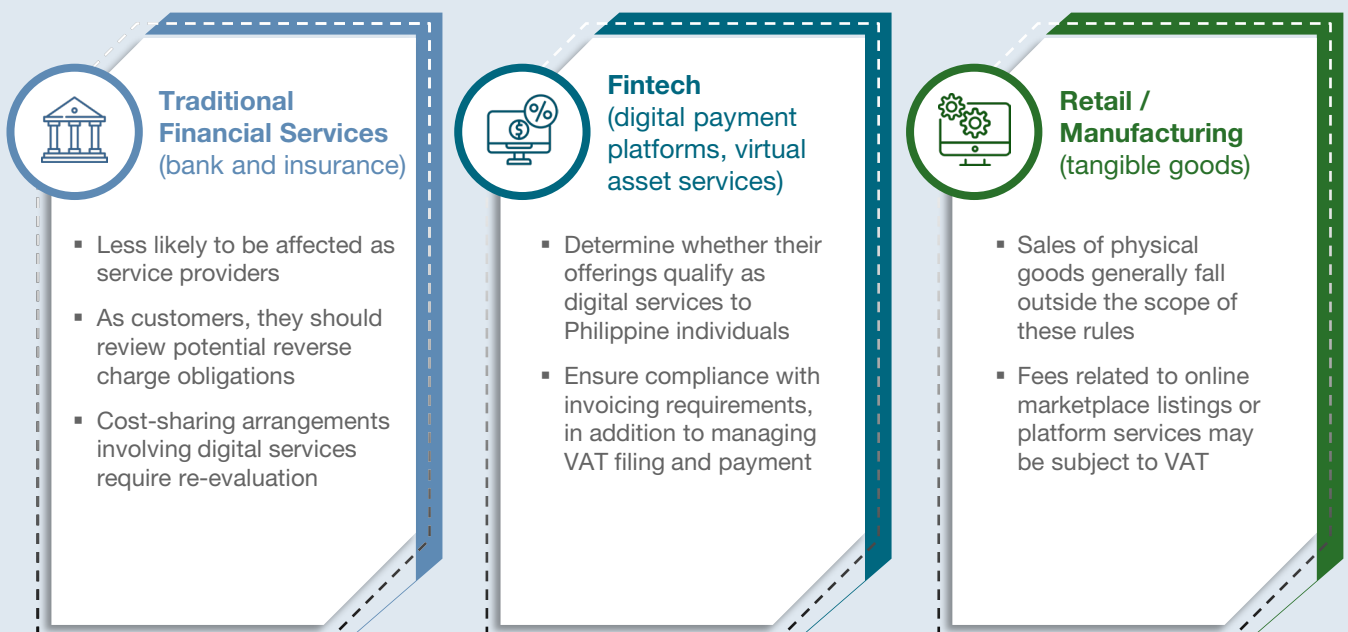 Traditional
Financial Services
(bank and insurance)
▪ Less likely to be affected as
service providers
▪ As customers, they should
review potential reverse
charge obligations
▪ Cost-sharing arrangements
involving digital services
require re-evaluation
$
%
Fintech
(digital payment
platforms, virtual
asset services)
▪ Determine whether their
offerings qualify as
digital services to
Philippine individuals
▪ Ensure compliance with
invoicing requirements,
in addition to managing
VAT filing and payment
Retail /
Manufacturing
(tangible goods)
▪ Sales of physical
goods generally fall
outside the scope of
these rules
▪ Fees related to online
marketplace listings or
platform services may
be subject to VAT